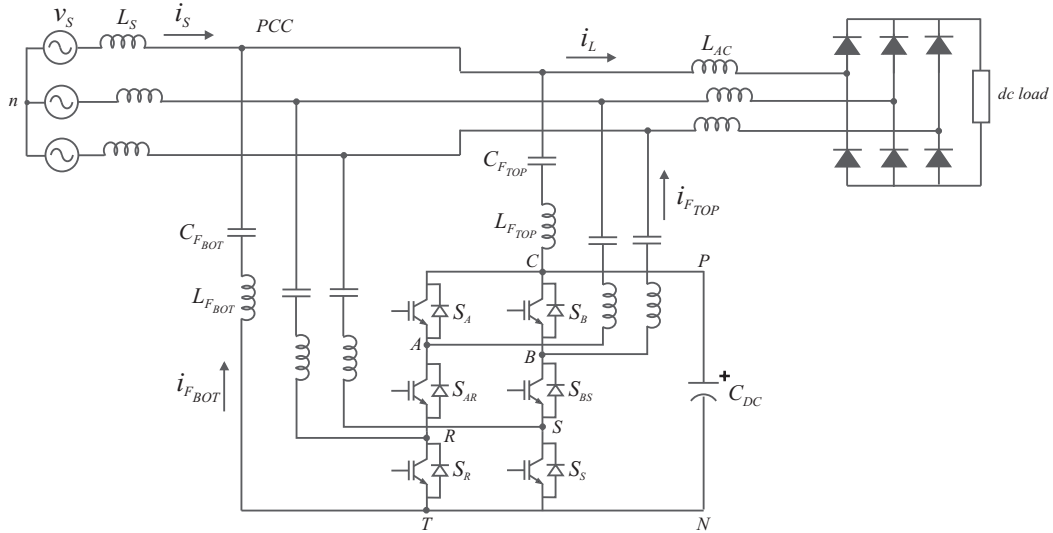 v_S L_S i_S PCC
i_L L_AC
n
dc load
C_F_TOP
i_F_TOP
L_F_TOP
C_F_BOT
C P
L_F_BOT
S_A S_B
A B
i_F_BOT
S_AR S_BS
+
C_DC
R S
S_R S_S
T N